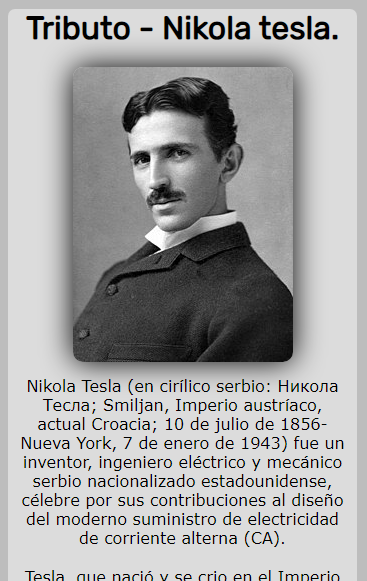 Tributo - Nikola tesla.
Nikola Tesla (en cirílico serbio: Никола
Тесла; Smiljan, Imperio austríaco,
actual Croacia; 10 de julio de 1856-
Nueva York, 7 de enero de 1943) fue un
inventor, ingeniero eléctrico y mecánico
serbio nacionalizado estadounidense,
célebre por sus contribuciones al diseño
del moderno suministro de electricidad
de corriente alterna (CA).
Tesla, que nació y se crio en el Imperio